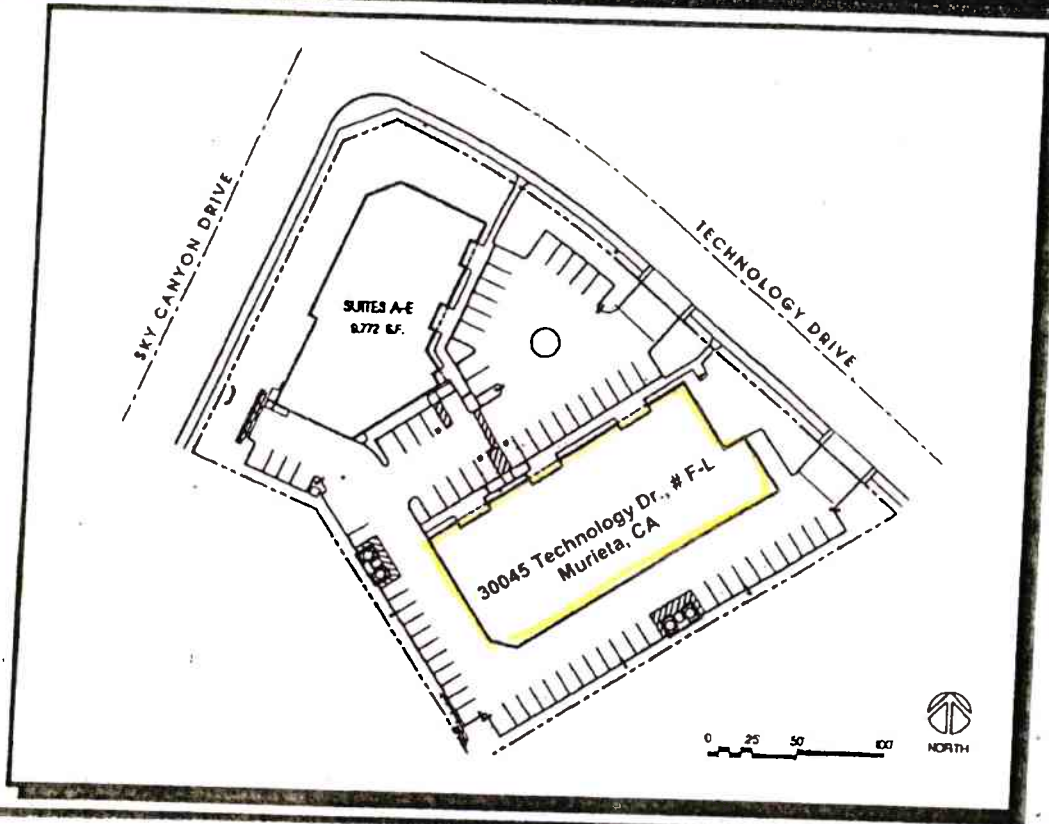 SKY CANYON DRIVE
TECHNOLOGY DRIVE
SUITES A-E
9,772 S.F.
30045 Technology Dr., # F-L
Murieta, CA
0 25 50 100
NORTH